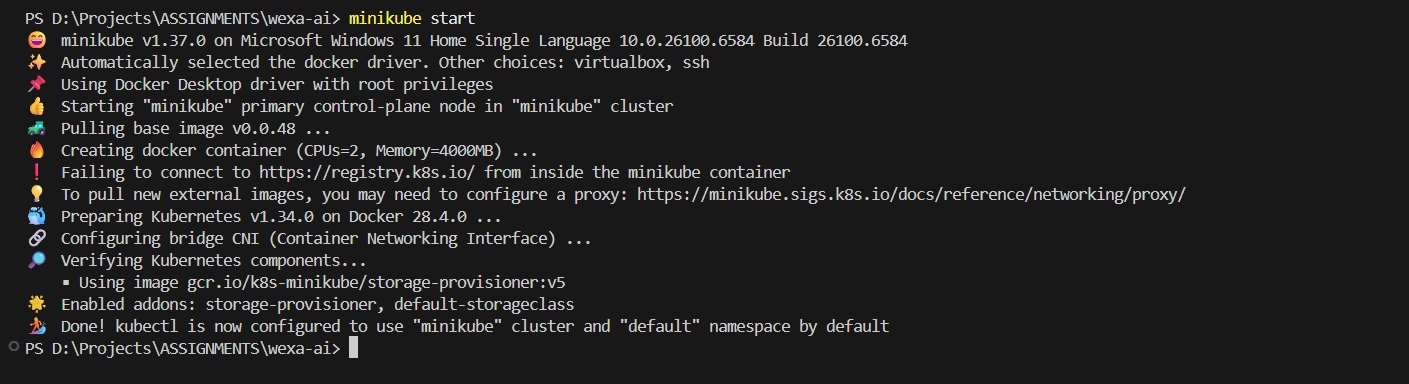 PS D:\Projects\ASSIGNMENTS\wexa-ai> minikube start
😄 minikube v1.37.0 on Microsoft Windows 11 Home Single Language 10.0.26100.6584 Build 26100.6584
✨ Automatically selected the docker driver. Other choices: virtualbox, ssh
📌 Using Docker Desktop driver with root privileges
👍 Starting "minikube" primary control-plane node in "minikube" cluster
🚜 Pulling base image v0.0.48 ...
🔥 Creating docker container (CPUs=2, Memory=4000MB) ...
❗ Failing to connect to https://registry.k8s.io/ from inside the minikube container
💡 To pull new external images, you may need to configure a proxy: https://minikube.sigs.k8s.io/docs/reference/networking/proxy/
🐳 Preparing Kubernetes v1.34.0 on Docker 28.4.0 ...
🔗 Configuring bridge CNI (Container Networking Interface) ...
🔎 Verifying Kubernetes components...
▪ Using image gcr.io/k8s-minikube/storage-provisioner:v5
🌟 Enabled addons: storage-provisioner, default-storageclass
🏄 Done! kubectl is now configured to use "minikube" cluster and "default" namespace by default
PS D:\Projects\ASSIGNMENTS\wexa-ai>